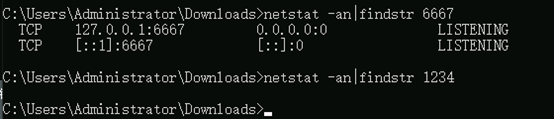 C:\Users\Administrator\Downloads>netstat -an|findstr 6667
TCP 127.0.0.1:6667 0.0.0.0:0 LISTENING
TCP [::1]:6667 [::]:0 LISTENING
C:\Users\Administrator\Downloads>netstat -an|findstr 1234
C:\Users\Administrator\Downloads>